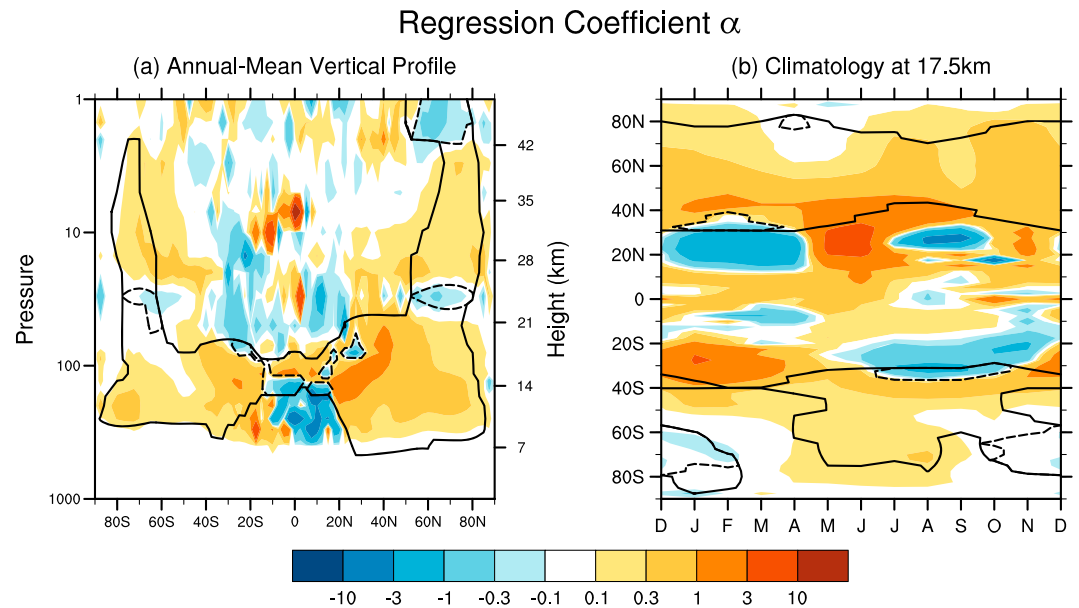 Regression Coefficient α
(a) Annual-Mean Vertical Profile
(b) Climatology at 17.5km
Pressure
1
10
100
1000
80S 60S 40S 20S 0 20N 40N 60N 80N
42
35
28
21
14
7
Height (km)
80N
60N
40N
20N
0
20S
40S
60S
80S
D J F M A M J J A S O N D
-10 -3 -1 -0.3 -0.1 0.1 0.3 1 3 10